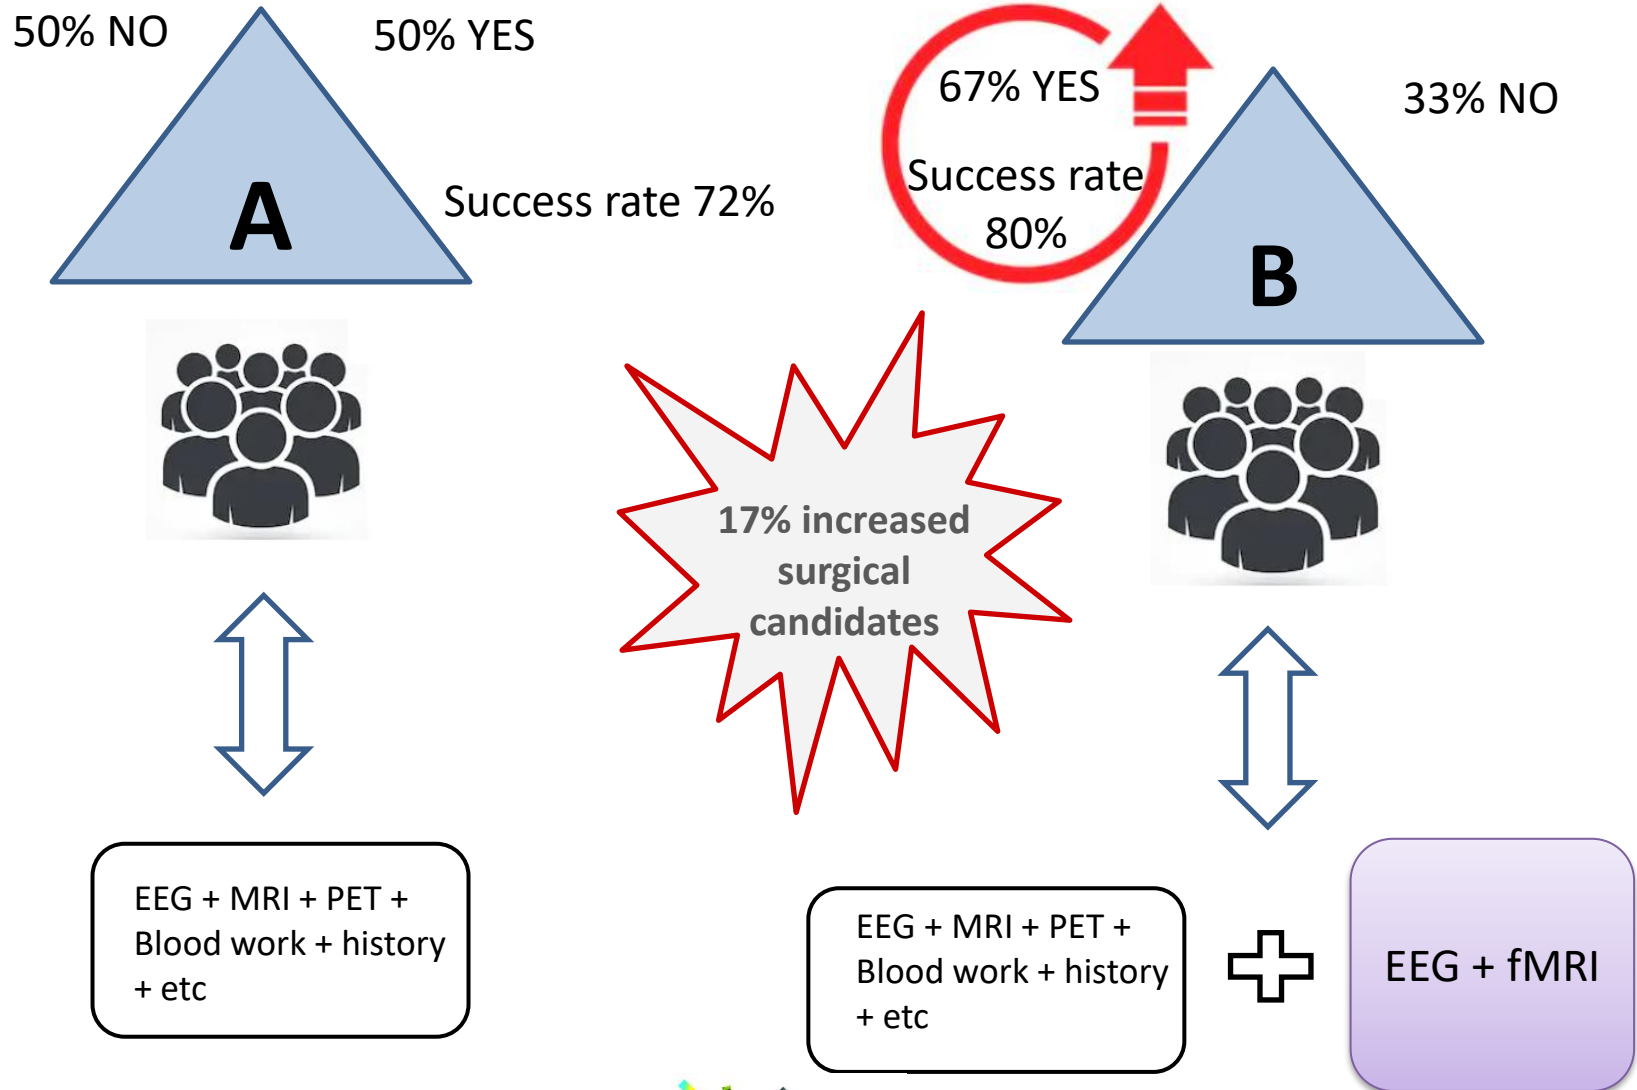 50% NO
50% YES
A
Success rate 72%
67% YES
Success rate
80%
33% NO
B
17% increased
surgical
candidates
EEG + MRI + PET +
Blood work + history
+ etc
EEG + MRI + PET +
Blood work + history
+ etc
EEG + fMRI